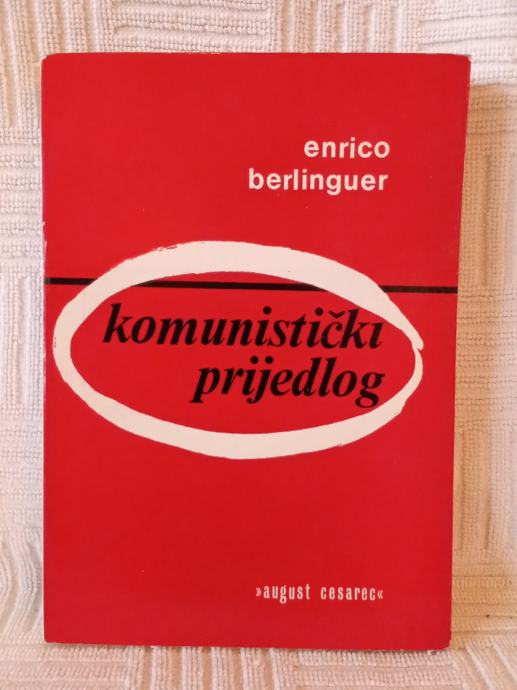 enrico
berlinguer
komunistički
prijedlog
»august cesarec«